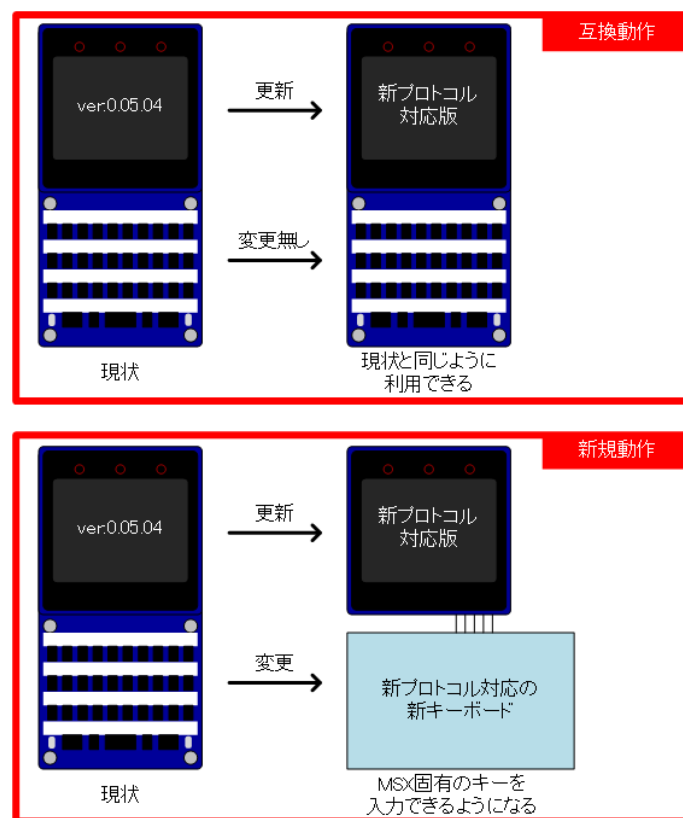 互換動作
ver.0.05.04
更新
新プロトコル
対応版
変更無し
現状
現状と同じように
利用できる
新規動作
ver.0.05.04
更新
新プロトコル
対応版
変更
新プロトコル対応の
新キーボード
現状
MSX固有のキーを
入力できるようになる